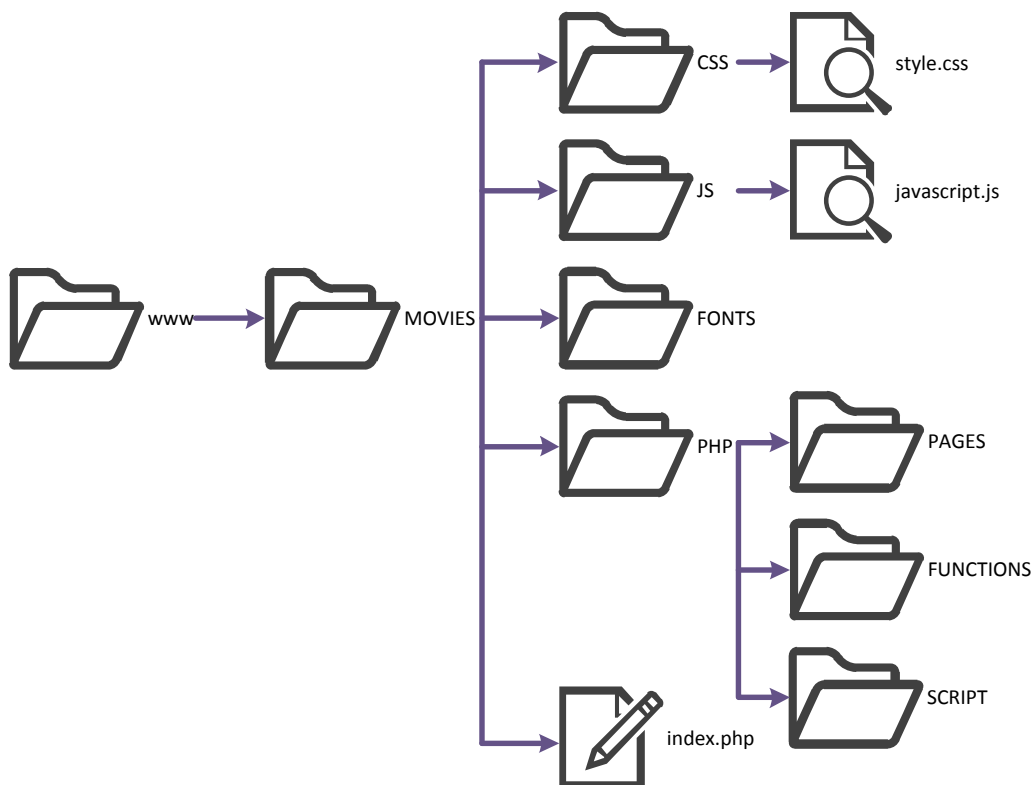 CSS
style.css
JS
javascript.js
www
MOVIES
FONTS
PHP
PAGES
FUNCTIONS
SCRIPT
index.php